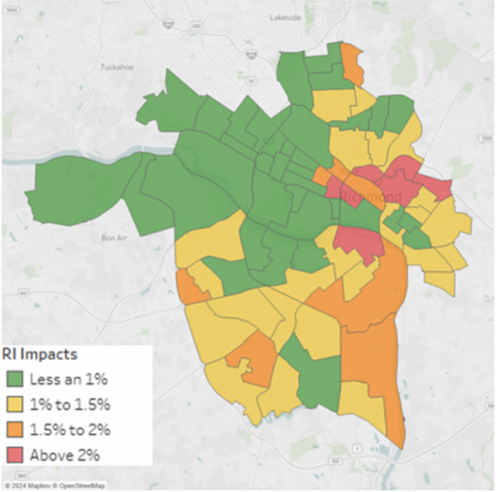 Lakeside
Tuckahoe
Richmond
Bon Air
RI Impacts
Less an 1%
1% to 1.5%
1.5% to 2%
Above 2%
© 2024 Mapbox © OpenStreetMap